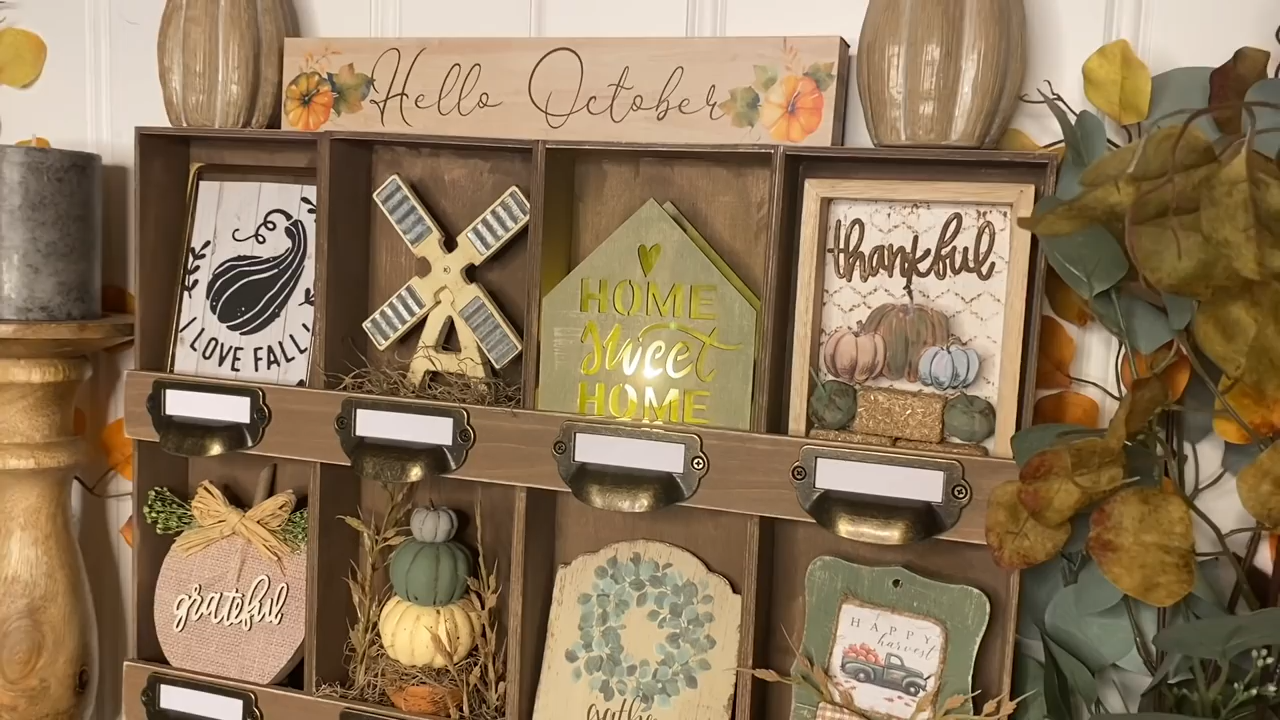 Hello October
I LOVE FALL
HOME
sweet
HOME
thankful
grateful
HAPPY
harvest